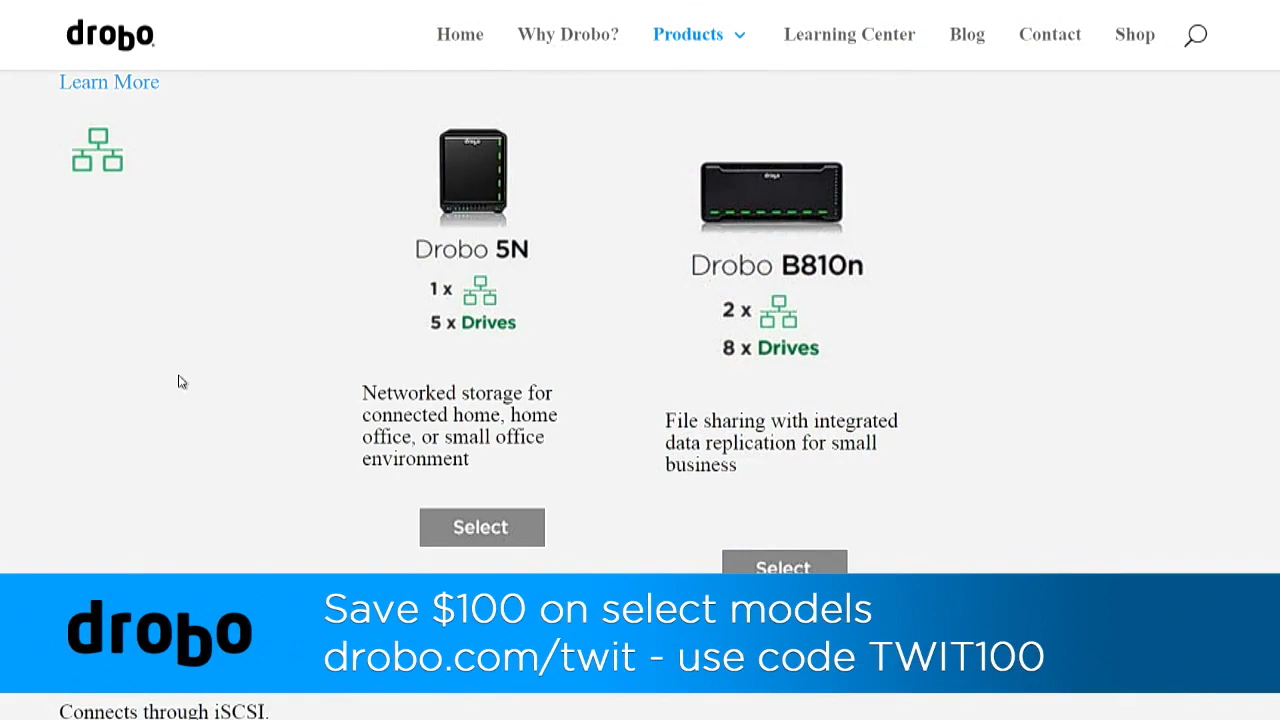 drobo
Home Why Drobo? Products Learning Center Blog Contact Shop
Learn More
drobo
Drobo 5N
1 x
5 x Drives
Networked storage for
connected home, home
office, or small office
environment
Select
drobo
Drobo B810n
2 x
8 x Drives
File sharing with integrated
data replication for small
business
Select
drobo
Save $100 on select models
drobo.com/twit - use code TWIT100
Connects through iSCSI.